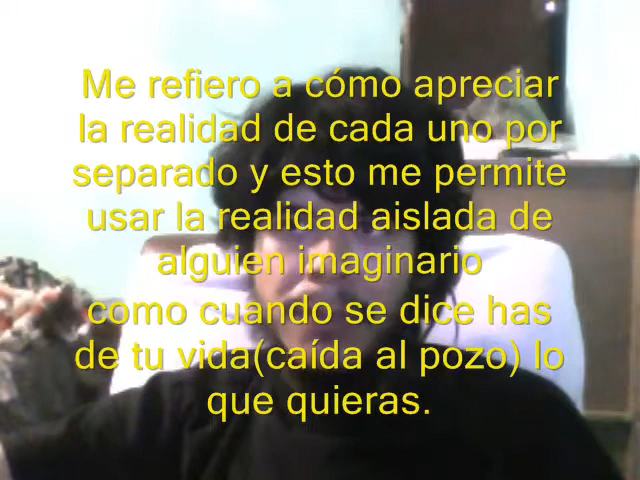 Me refiero a cómo apreciar
la realidad de cada uno por
separado y esto me permite
usar la realidad aislada de
alguien imaginario
como cuando se dice has
de tu vida(caída al pozo) lo
que quieras.